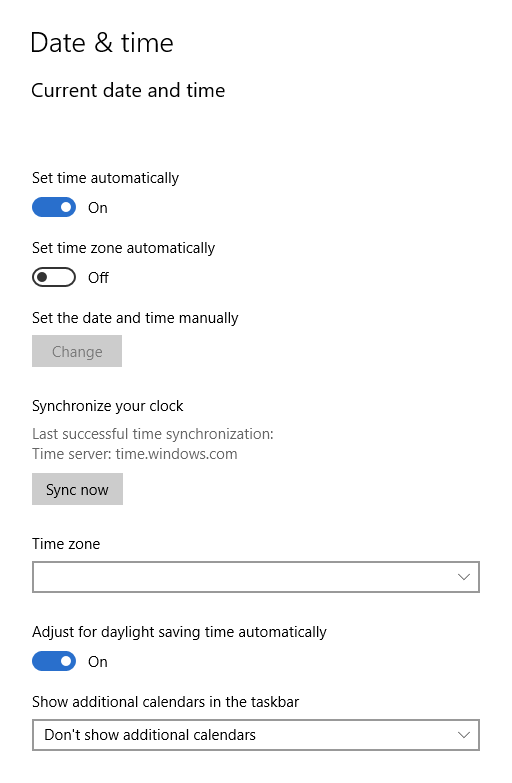 Date & time
Current date and time
Set time automatically
On
Set time zone automatically
Off
Set the date and time manually
Change
Synchronize your clock
Last successful time synchronization:
Time server: time.windows.com
Sync now
Time zone
Adjust for daylight saving time automatically
On
Show additional calendars in the taskbar
Don't show additional calendars